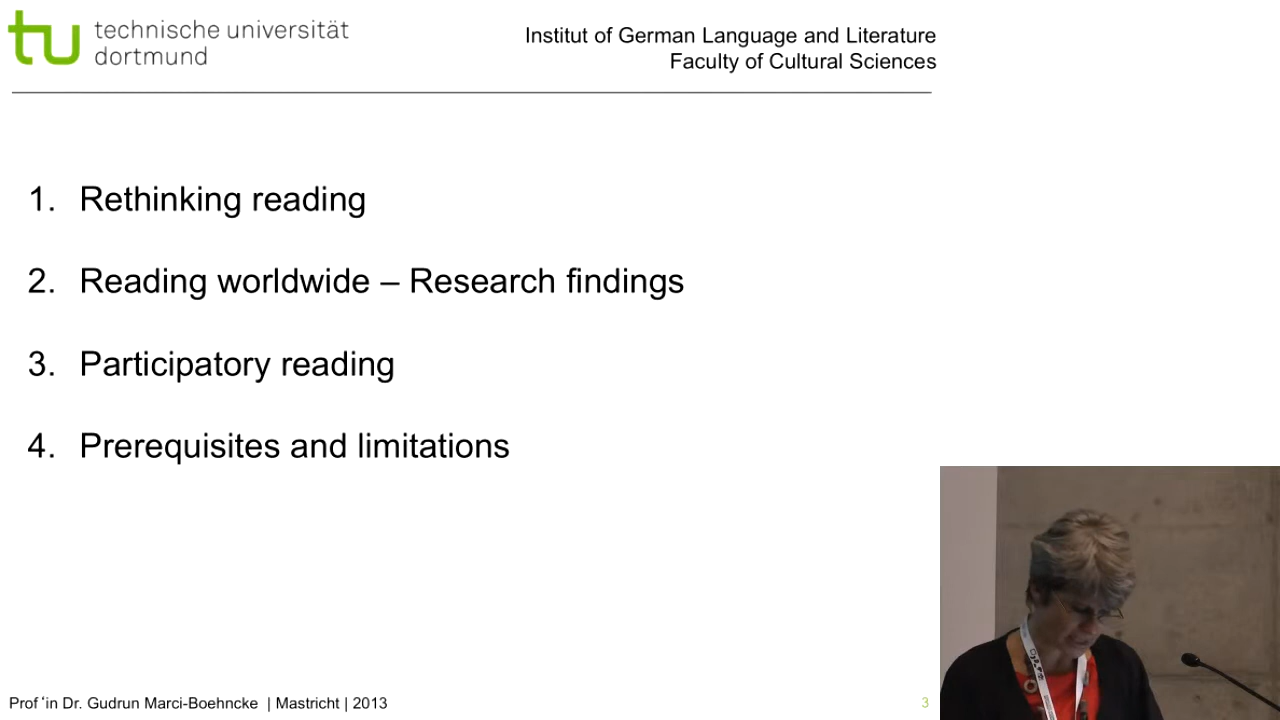 technische universität
dortmund
Institut of German Language and Literature
Faculty of Cultural Sciences
1. Rethinking reading
2. Reading worldwide – Research findings
3. Participatory reading
4. Prerequisites and limitations
Prof‘in Dr. Gudrun Marci-Boehncke | Mastricht | 2013
3